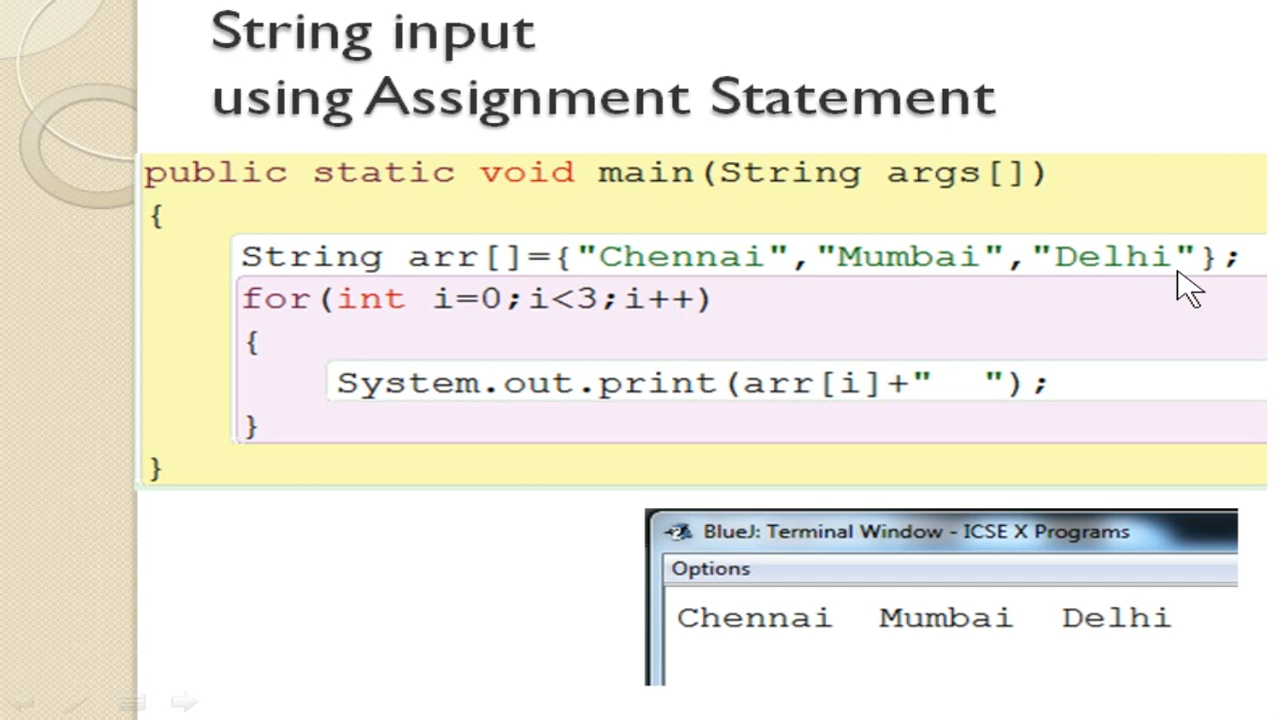 String input
using Assignment Statement
public static void main(String args[])
{
String arr[]={"Chennai","Mumbai","Delhi"};
for(int i=0;i<3;i++)
{
System.out.print(arr[i]+"  ");
}
}
BlueJ: Terminal Window - ICSE X Programs
Options
Chennai  Mumbai  Delhi